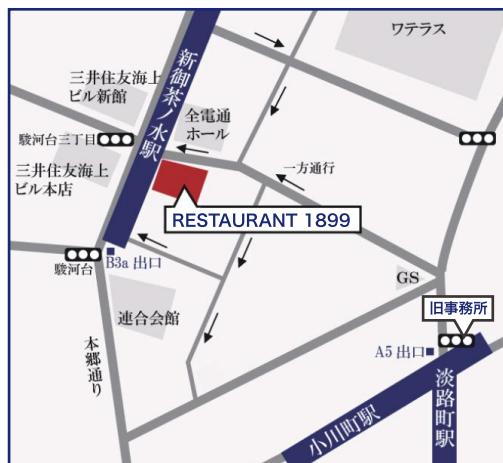 ワテラス
新御茶ノ水駅
三井住友海上
ビル新館
全電通
ホール
駿河台三丁目
三井住友海上
ビル本店
一方通行
RESTAURANT 1899
B3a 出口
駿河台
GS
連合会館
旧事務所
本郷通り
A5 出口
淡路町駅
小川町駅